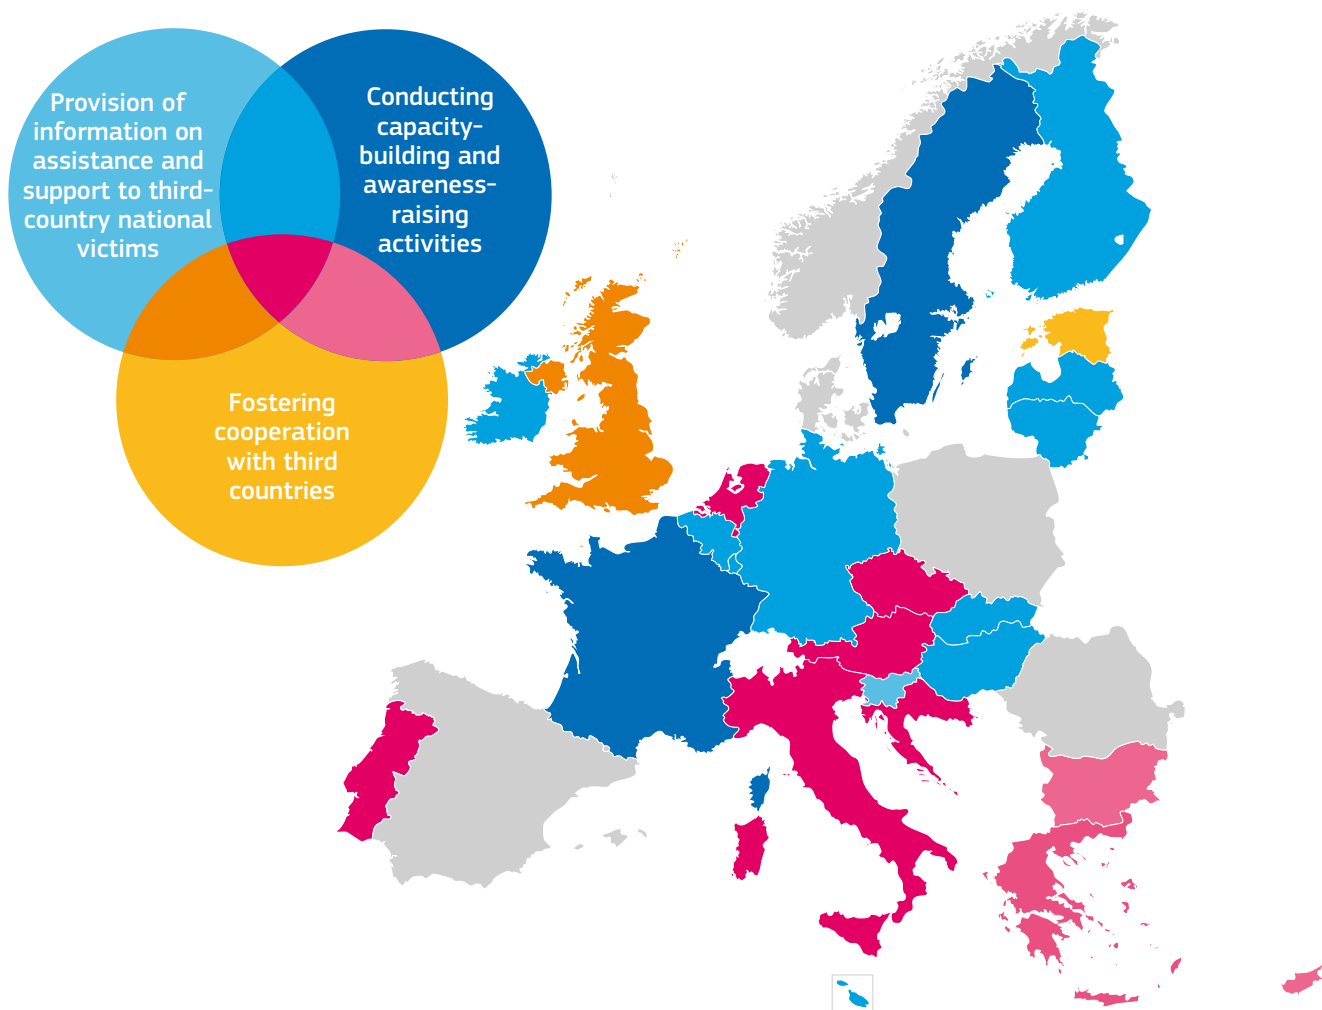 Provision of
information on
assistance and
support to third-
country national
victims
Conducting
capacity-
building and
awareness-
raising
activities
Fostering
cooperation
with third
countries